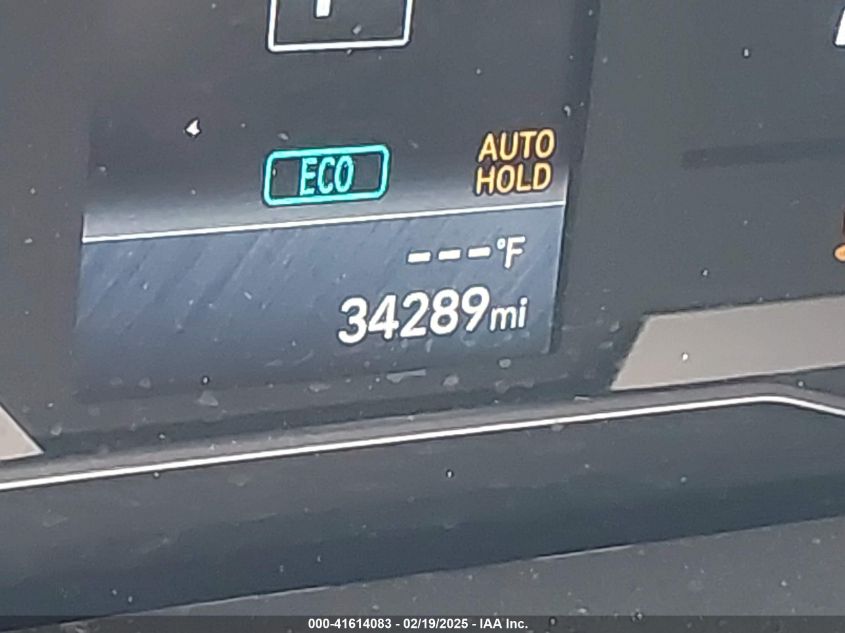 ECO
AUTO
HOLD
---°F
34289mi
000-41614083 - 02/19/2025 - IAA Inc.